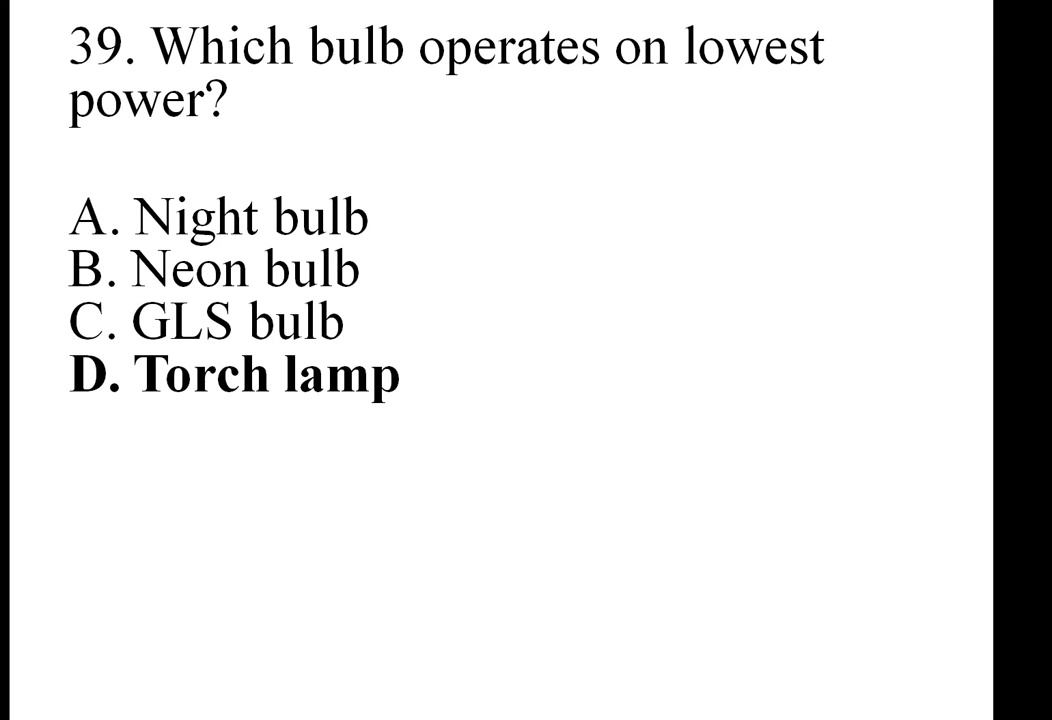 39. Which bulb operates on lowest
power?
A. Night bulb
B. Neon bulb
C. GLS bulb
D. Torch lamp